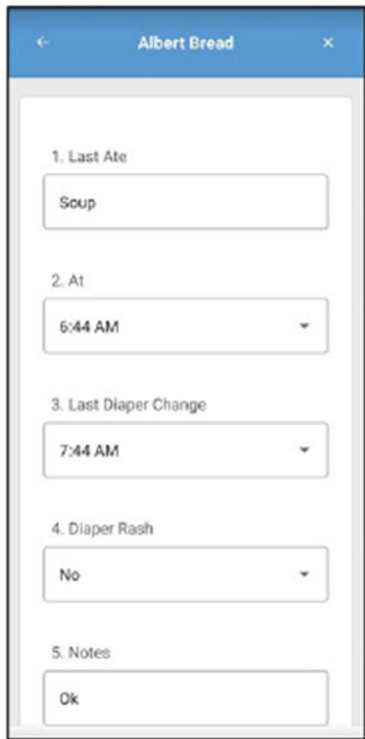 Albert Bread
1. Last Ate
Soup
2. At
6:44 AM
3. Last Diaper Change
7:44 AM
4. Diaper Rash
No
5. Notes
Ok